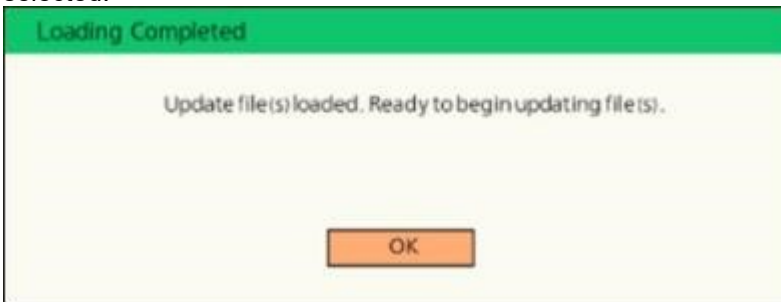 Loading Completed
Update file(s) loaded. Ready to begin updating file(s).
OK